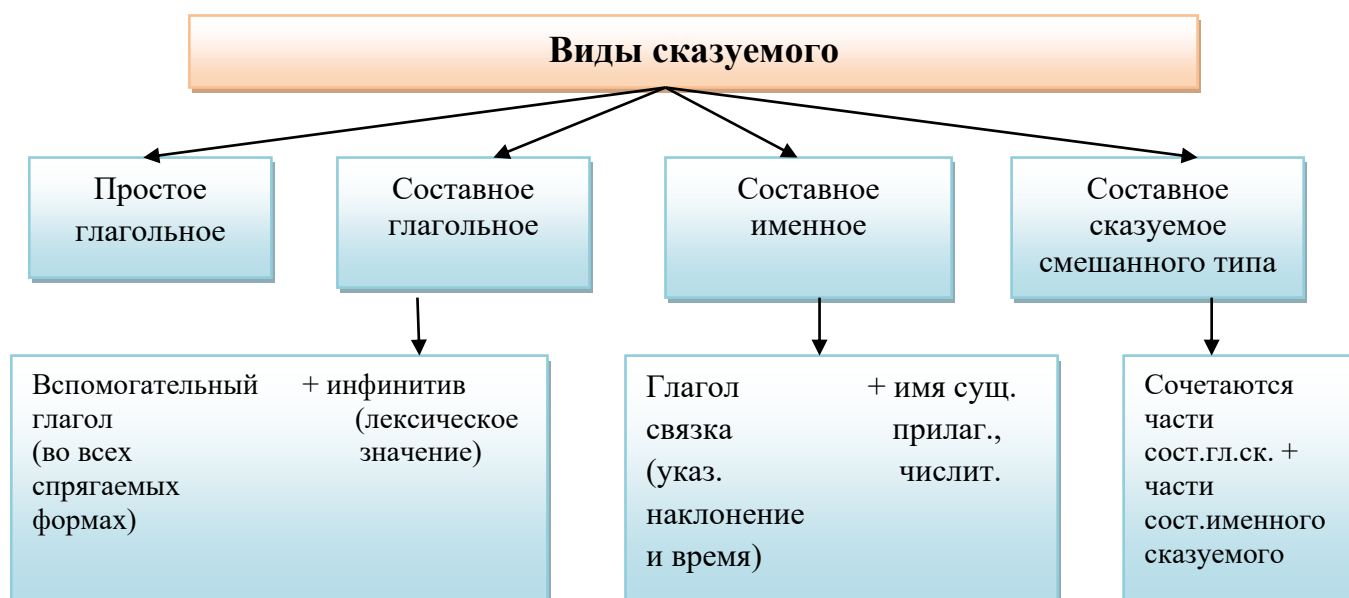 Виды сказуемого
Простое
глагольное
Составное
глагольное
Составное
именное
Составное
сказуемое
смешанного типа
Вспомогательный + инфинитив
глагол (лексическое
(во всех значение)
спрягаемых
формах)
Глагол + имя сущ.
связка прилаг.,
(указ. числит.
наклонение
и время)
Сочетаются
части
сост.гл.ск. +
части
сост.именного
сказуемого